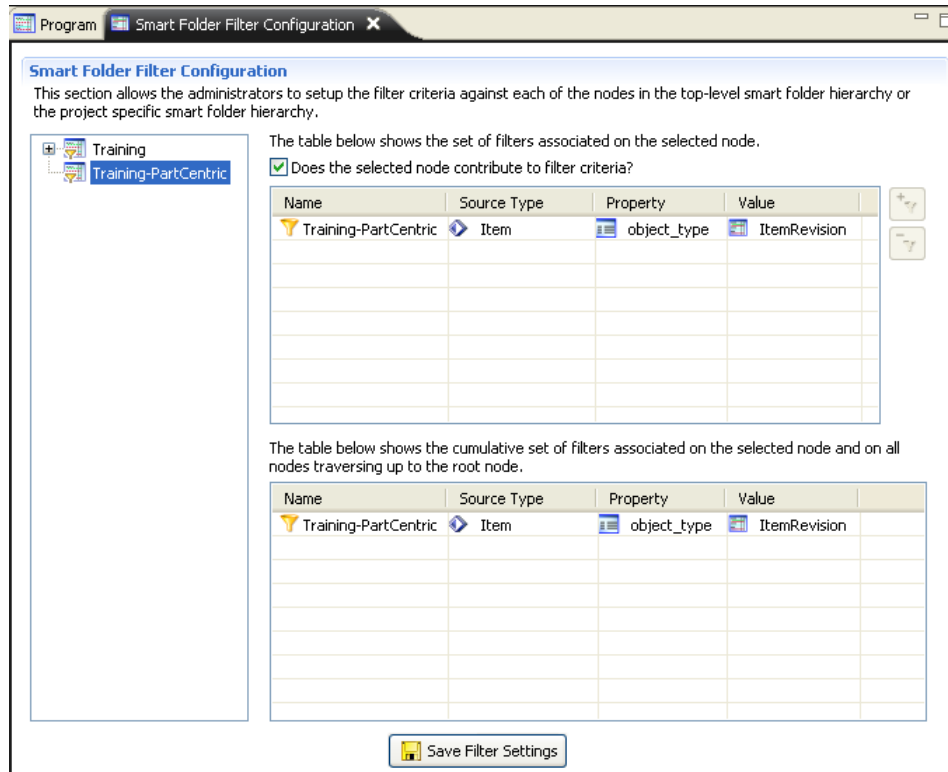 Program Smart Folder Filter Configuration
Smart Folder Filter Configuration
This section allows the administrators to setup the filter criteria against each of the nodes in the top-level smart folder hierarchy or
the project specific smart folder hierarchy.
Training
Training-PartCentric
The table below shows the set of filters associated on the selected node.
Does the selected node contribute to filter criteria?
Name Source Type Property Value
Training-PartCentric Item object_type ItemRevision
The table below shows the cumulative set of filters associated on the selected node and on all
nodes traversing up to the root node.
Name Source Type Property Value
Training-PartCentric Item object_type ItemRevision
Save Filter Settings